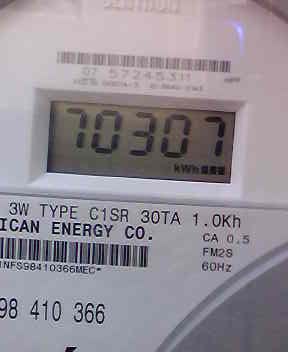 07 57245311
70307
kWh
3W TYPE C1SR 30TA 1.0Kh
ICAN ENERGY CO.
CA 0.5
FM2S
60Hz
1NFS98410366MEC*
98 410 366